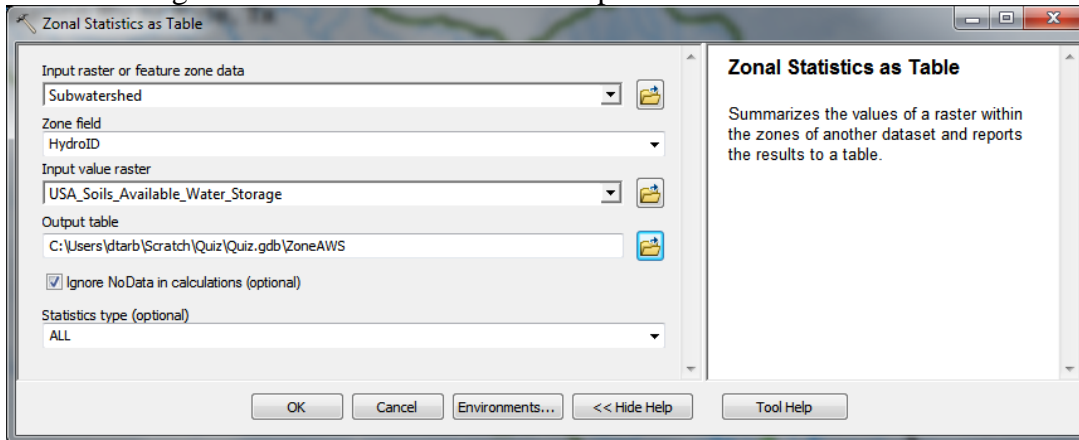 Zonal Statistics as Table
Input raster or feature zone data
Subwatershed
Zone field
HydroID
Input value raster
USA_Soils_Available_Water_Storage
Output table
C:\Users\dtarb\Scratch\Quiz\Quiz.gdb\ZoneAWS
Ignore NoData in calculations (optional)
Statistics type (optional)
ALL
Zonal Statistics as Table
Summarizes the values of a raster within
the zones of another dataset and reports
the results to a table.
OK
Cancel
Environments...
<< Hide Help
Tool Help